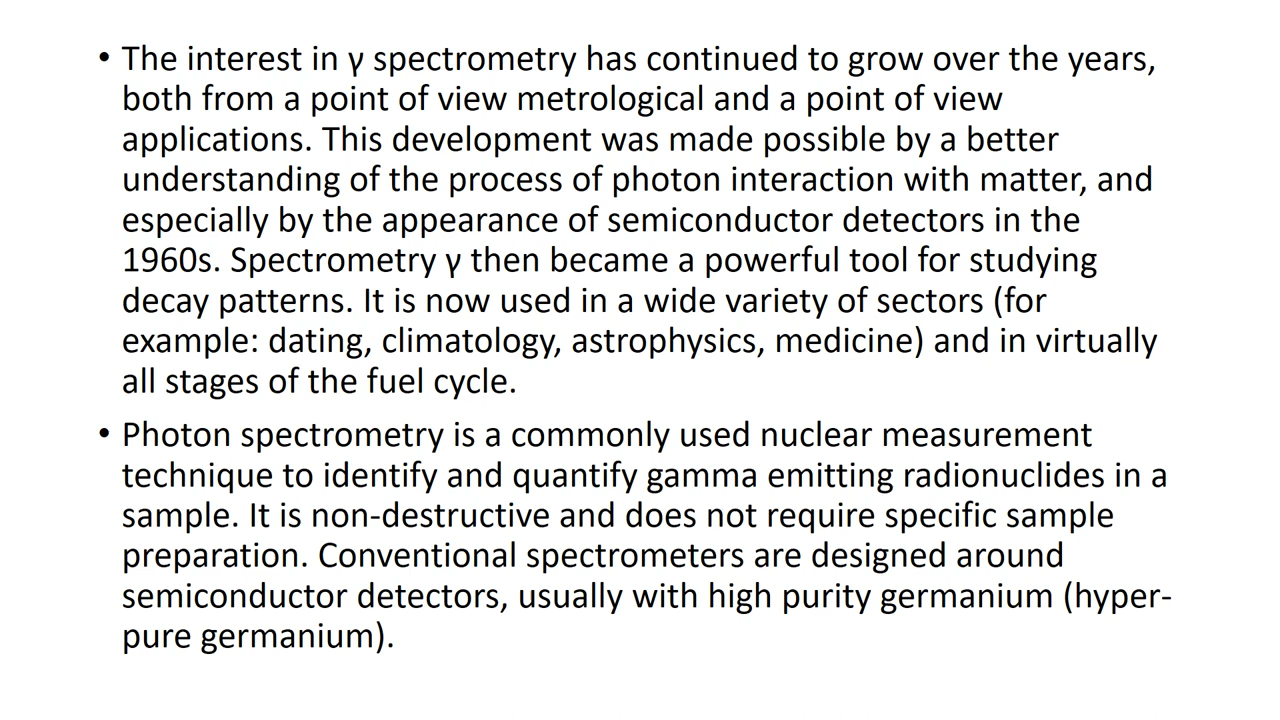 • The interest in γ spectrometry has continued to grow over the years,
both from a point of view metrological and a point of view
applications. This development was made possible by a better
understanding of the process of photon interaction with matter, and
especially by the appearance of semiconductor detectors in the
1960s. Spectrometry γ then became a powerful tool for studying
decay patterns. It is now used in a wide variety of sectors (for
example: dating, climatology, astrophysics, medicine) and in virtually
all stages of the fuel cycle.
• Photon spectrometry is a commonly used nuclear measurement
technique to identify and quantify gamma emitting radionuclides in a
sample. It is non-destructive and does not require specific sample
preparation. Conventional spectrometers are designed around
semiconductor detectors, usually with high purity germanium (hyper-
pure germanium).